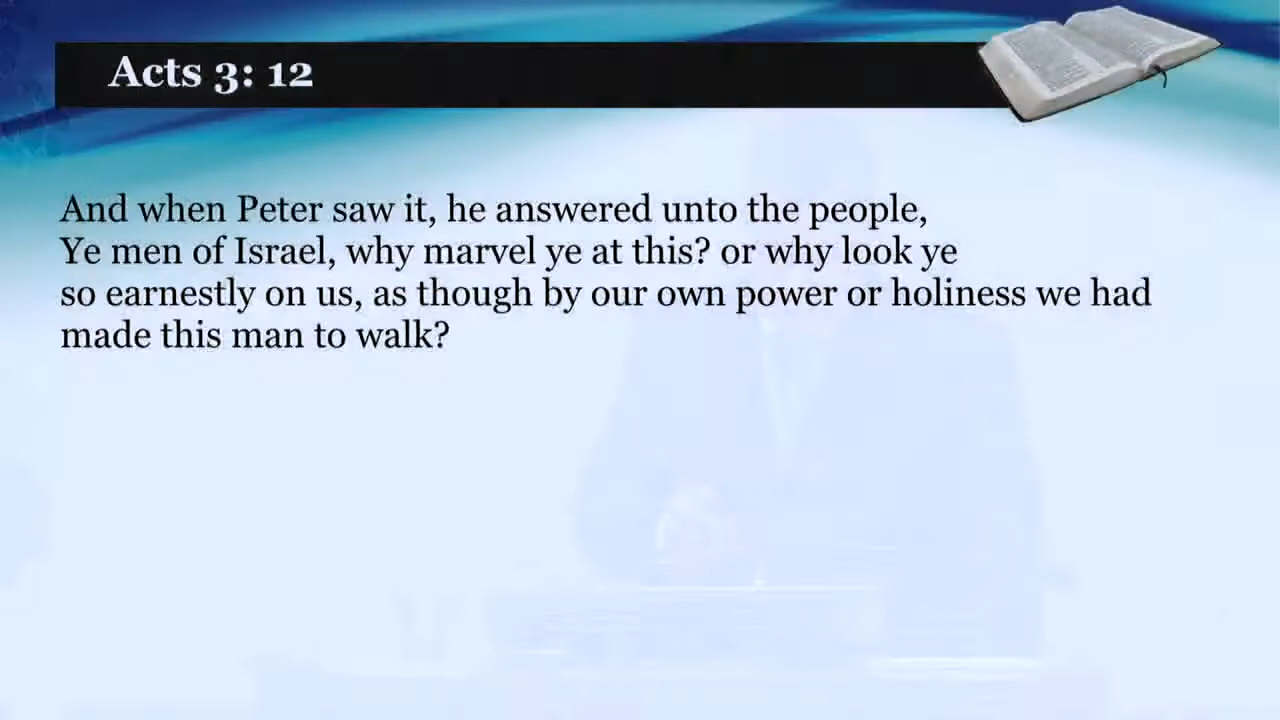 Acts 3: 12
And when Peter saw it, he answered unto the people,
Ye men of Israel, why marvel ye at this? or why look ye
so earnestly on us, as though by our own power or holiness we had
made this man to walk?